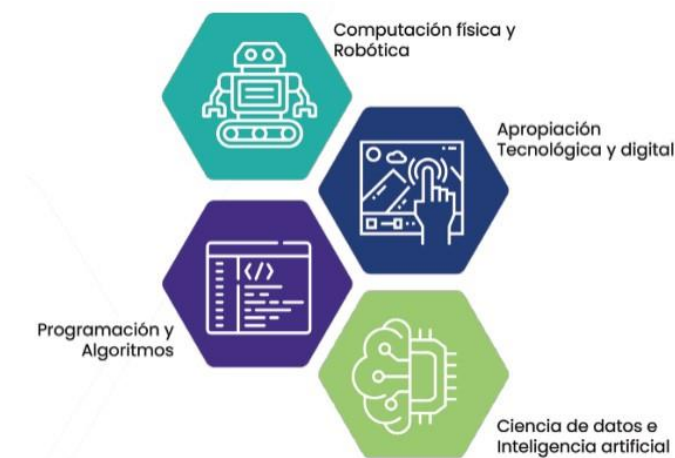 Computación física y
Robótica
Apropiación
Tecnológica y digital
</>
Programación y
Algoritmos
Ciencia de datos e
Inteligencia artificial